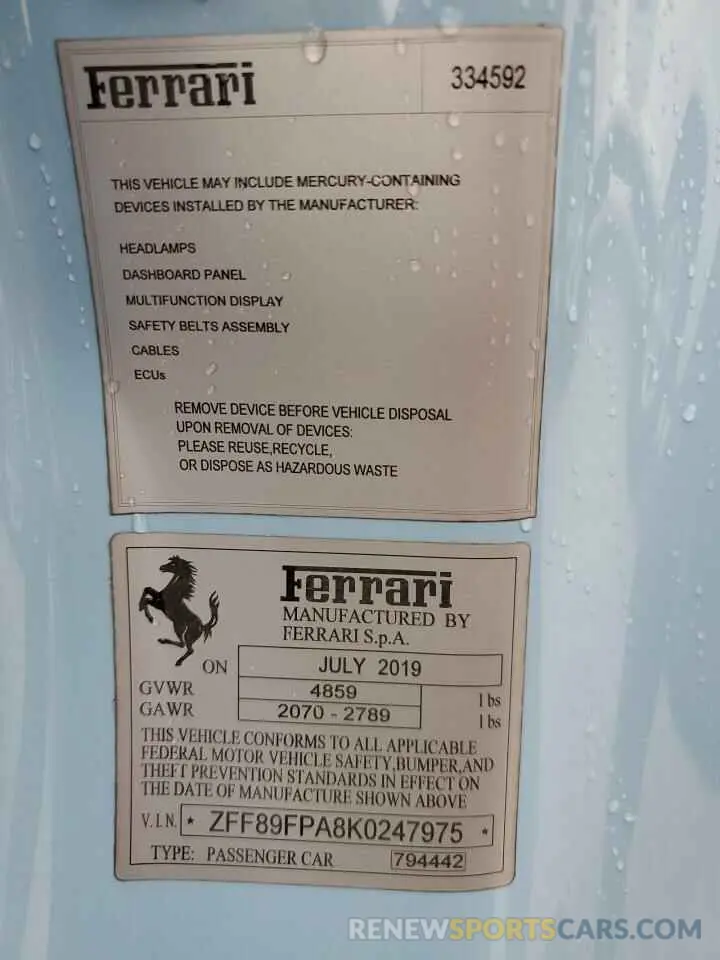 Ferrari 334592
THIS VEHICLE MAY INCLUDE MERCURY-CONTAINING
DEVICES INSTALLED BY THE MANUFACTURER:
HEADLAMPS
DASHBOARD PANEL
MULTIFUNCTION DISPLAY
SAFETY BELTS ASSEMBLY
CABLES
ECUs
REMOVE DEVICE BEFORE VEHICLE DISPOSAL
UPON REMOVAL OF DEVICES:
PLEASE REUSE,RECYCLE,
OR DISPOSE AS HAZARDOUS WASTE
Ferrari
MANUFACTURED BY
FERRARI S.p.A.
ON JULY 2019
GVWR 4859 lbs
GAWR 2070 - 2789 lbs
THIS VEHICLE CONFORMS TO ALL APPLICABLE
FEDERAL MOTOR VEHICLE SAFETY,BUMPER,AND
THEFT PREVENTION STANDARDS IN EFFECT ON
THE DATE OF MANUFACTURE SHOWN ABOVE
V.I.N. * ZFF89FPA8K0247975 *
TYPE: PASSENGER CAR 794442
RENEWSPORTSCARS.COM